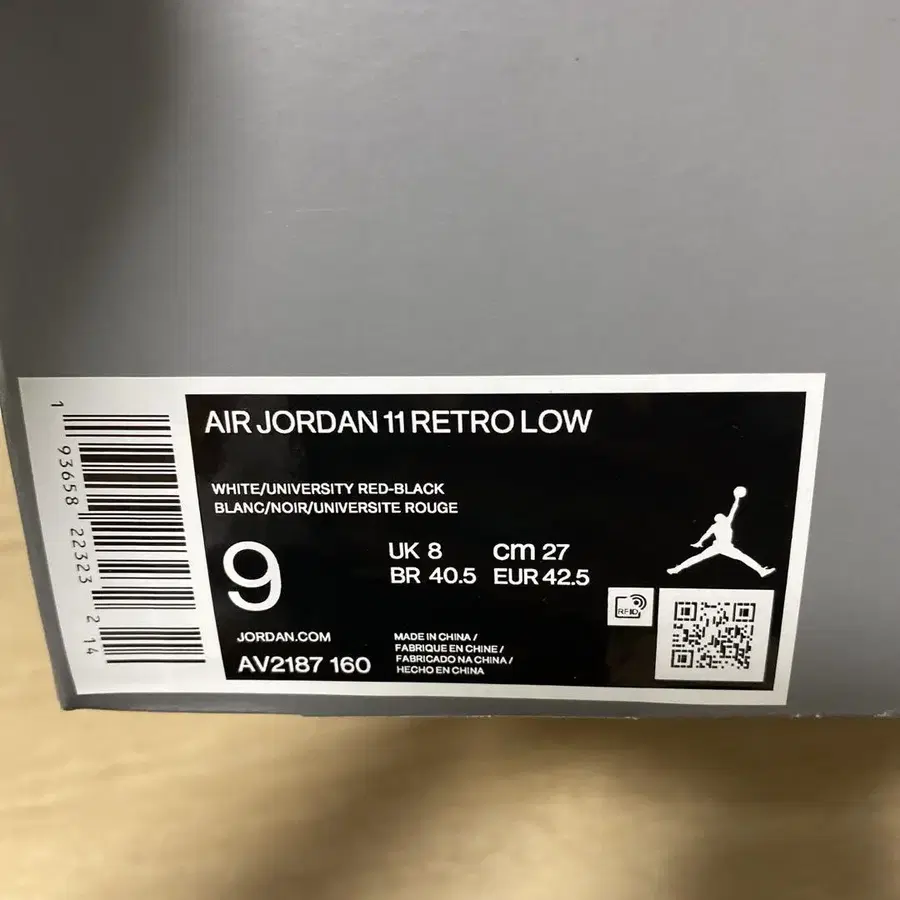 1 93658 22323 2 14
AIR JORDAN 11 RETRO LOW
WHITE/UNIVERSITY RED-BLACK
BLANC/NOIR/UNIVERSITE ROUGE
9
UK 8 cm 27
BR 40.5 EUR 42.5
JORDAN.COM
AV2187 160
MADE IN CHINA /
FABRIQUE EN CHINE /
FABRICADO NA CHINA /
HECHO EN CHINA
RFID